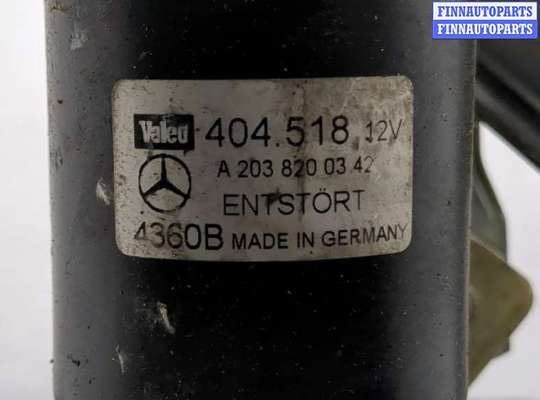 FINNAUTOPARTS
FINNAUTOPARTS
Valeo 404.518 12V
A 203 820 03 42
ENTSTÖRT
4360B MADE IN GERMANY